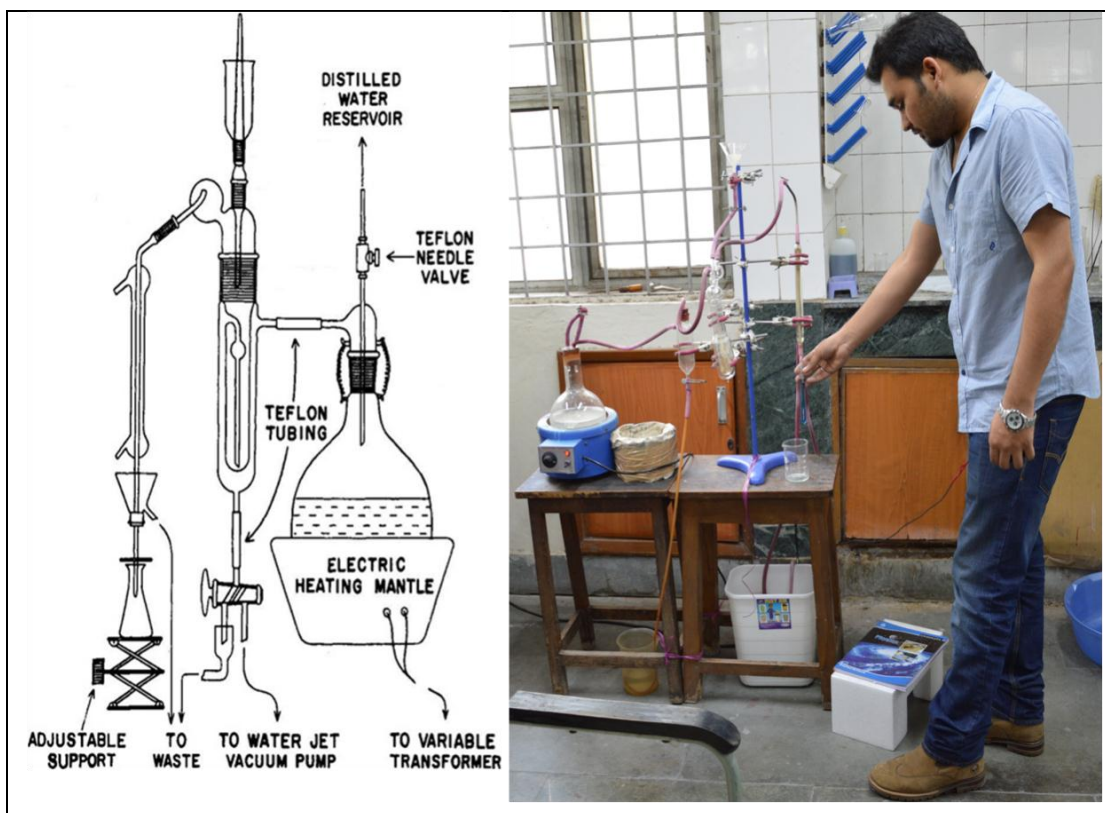 DISTILLED
WATER
RESERVOIR
TEFLON
NEEDLE
VALVE
TEFLON
TUBING
ELECTRIC
HEATING MANTLE
ADJUSTABLE
SUPPORT
TO
WASTE
TO WATER JET
VACUUM PUMP
TO VARIABLE
TRANSFORMER